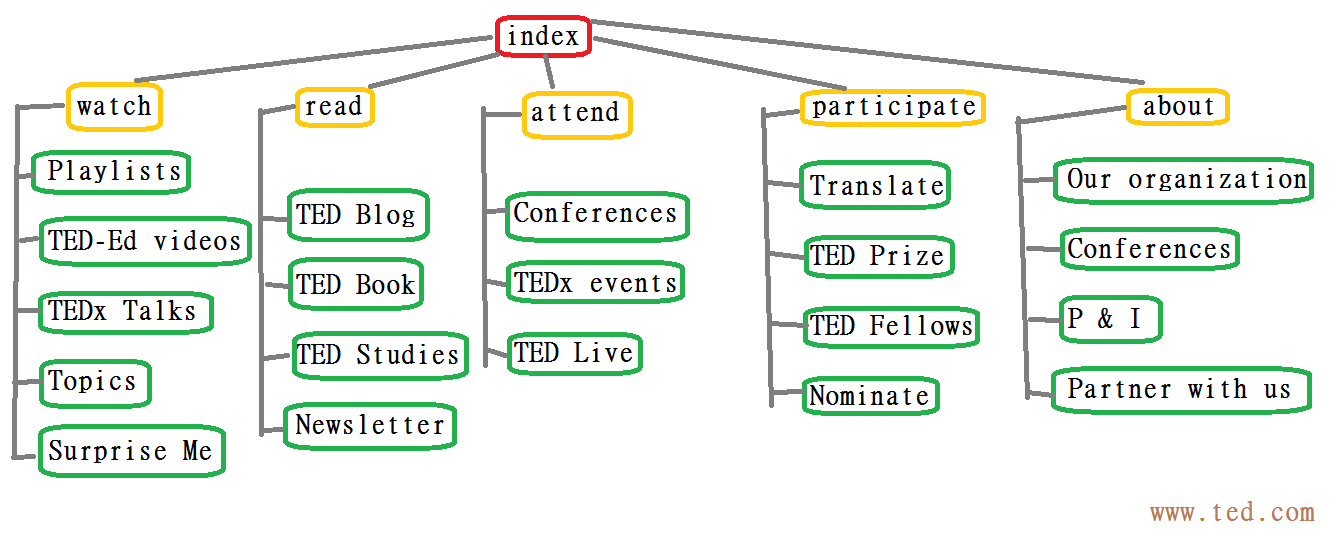 index
watch
Playlists
TED-Ed videos
TEDx Talks
Topics
Surprise Me
read
TED Blog
TED Book
TED Studies
Newsletter
attend
Conferences
TEDx events
TED Live
participate
Translate
TED Prize
TED Fellows
Nominate
about
Our organization
Conferences
P & I
Partner with us
www.ted.com